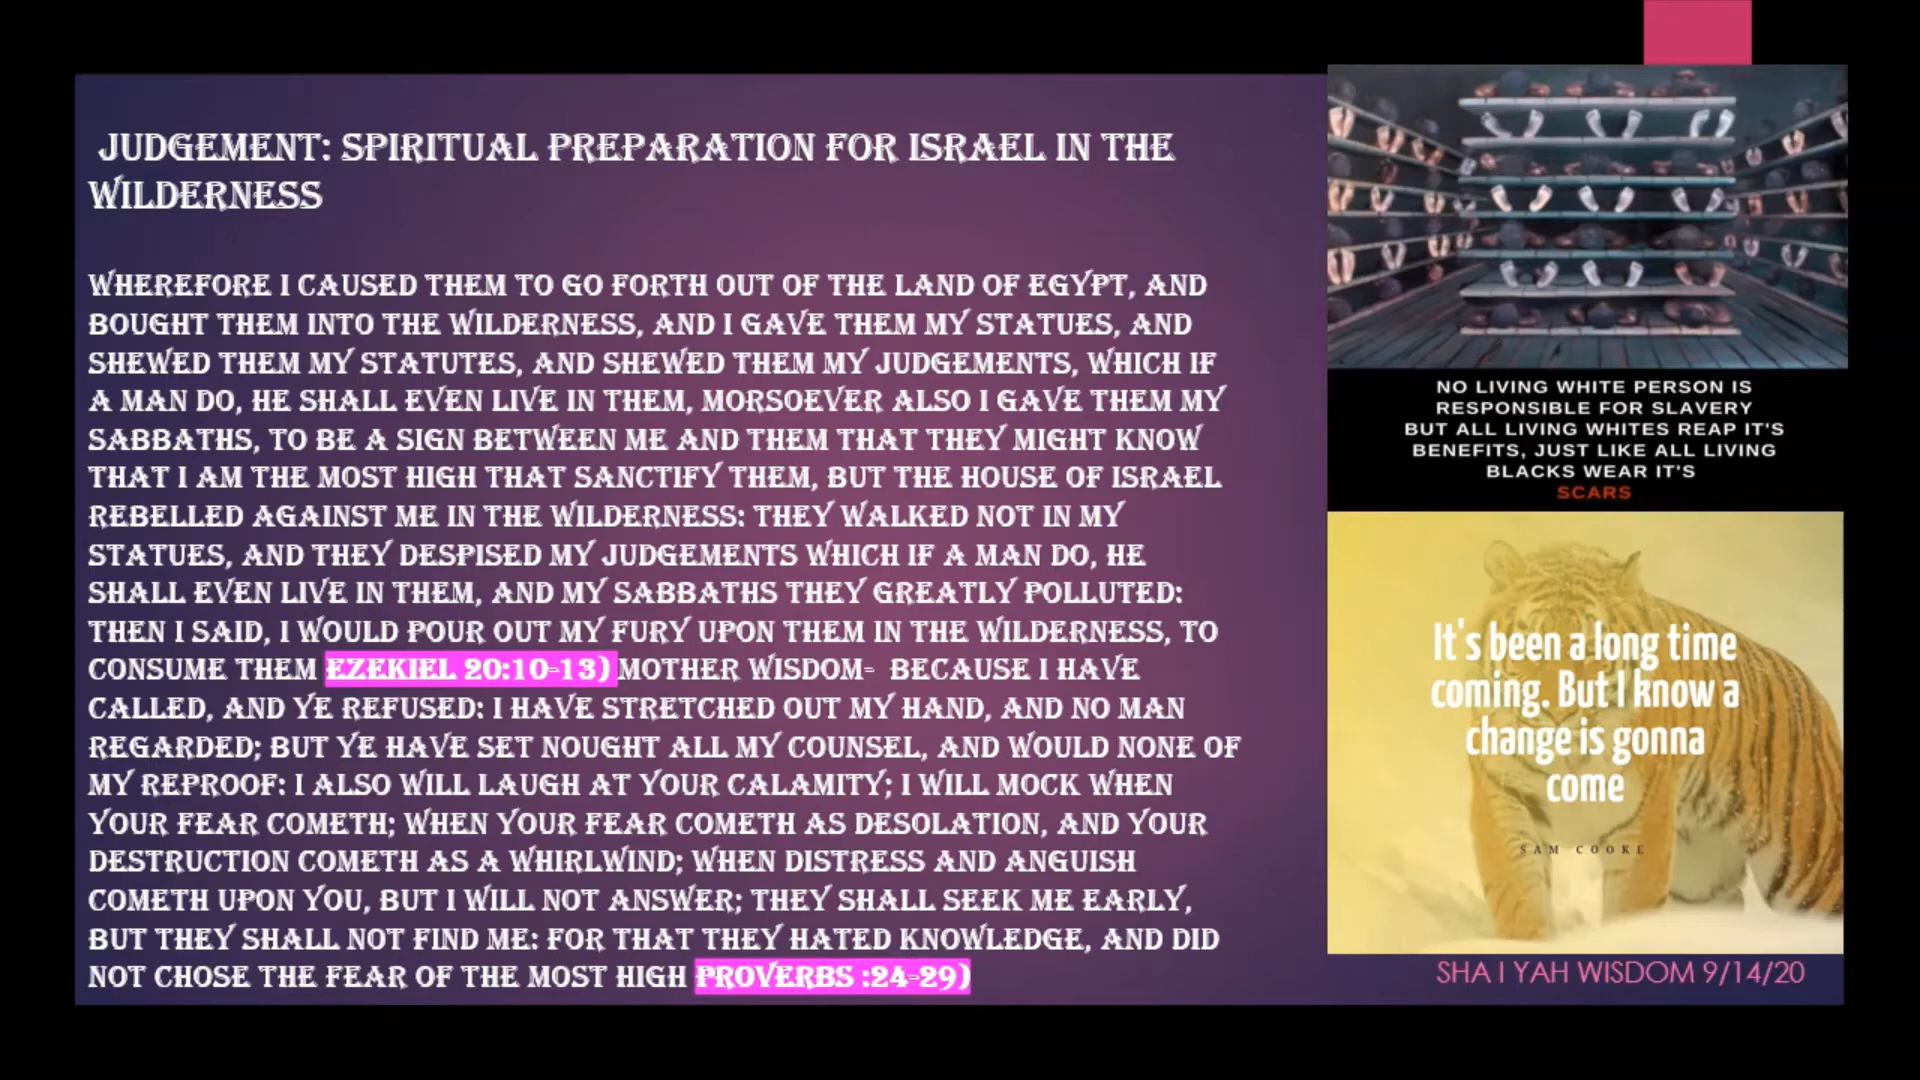 JUDGEMENT: SPIRITUAL PREPARATION FOR ISRAEL IN THE
WILDERNESS
WHEREFORE I CAUSED THEM TO GO FORTH OUT OF THE LAND OF EGYPT, AND
BOUGHT THEM INTO THE WILDERNESS, AND I GAVE THEM MY STATUES, AND
SHEWED THEM MY STATUTES, AND SHEWED THEM MY JUDGEMENTS, WHICH IF
A MAN DO, HE SHALL EVEN LIVE IN THEM, MORSOEVER ALSO I GAVE THEM MY
SABBATHS, TO BE A SIGN BETWEEN ME AND THEM THAT THEY MIGHT KNOW
THAT I AM THE MOST HIGH THAT SANCTIFY THEM, BUT THE HOUSE OF ISRAEL
REBELLED AGAINST ME IN THE WILDERNESS: THEY WALKED NOT IN MY
STATUES, AND THEY DESPISED MY JUDGEMENTS WHICH IF A MAN DO, HE
SHALL EVEN LIVE IN THEM, AND MY SABBATHS THEY GREATLY POLLUTED:
THEN I SAID, I WOULD POUR OUT MY FURY UPON THEM IN THE WILDERNESS, TO
CONSUME THEM EZEKIEL 20:10-13) MOTHER WISDOM- BECAUSE I HAVE
CALLED, AND YE REFUSED: I HAVE STRETCHED OUT MY HAND, AND NO MAN
REGARDED; BUT YE HAVE SET NOUGHT ALL MY COUNSEL, AND WOULD NONE OF
MY REPROOF: I ALSO WILL LAUGH AT YOUR CALAMITY; I WILL MOCK WHEN
YOUR FEAR COMETH; WHEN YOUR FEAR COMETH AS DESOLATION, AND YOUR
DESTRUCTION COMETH AS A WHIRLWIND; WHEN DISTRESS AND ANGUISH
COMETH UPON YOU, BUT I WILL NOT ANSWER; THEY SHALL SEEK ME EARLY,
BUT THEY SHALL NOT FIND ME: FOR THAT THEY HATED KNOWLEDGE, AND DID
NOT CHOSE THE FEAR OF THE MOST HIGH PROVERBS :24-29)
NO LIVING WHITE PERSON IS
RESPONSIBLE FOR SLAVERY
BUT ALL LIVING WHITES REAP IT'S
BENEFITS, JUST LIKE ALL LIVING
BLACKS WEAR IT'S
SCARS
It's been a long time
coming. But I know a
change is gonna
come
SAM COOKE
SHA I YAH WISDOM 9/14/20